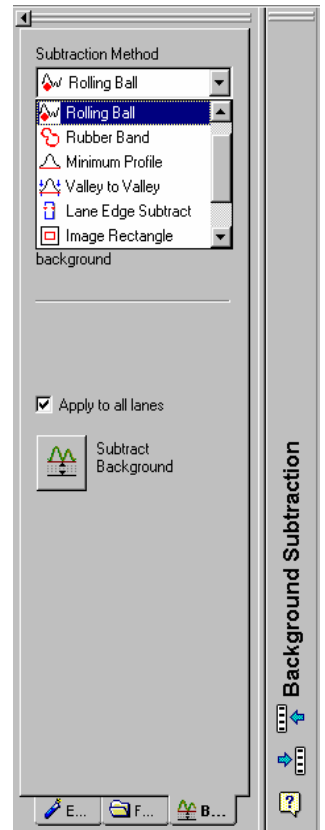 Subtraction Method
Rolling Ball
Rolling Ball
Rubber Band
Minimum Profile
Valley to Valley
Lane Edge Subtract
Image Rectangle
background
Apply to all lanes
Subtract
Background
E...
F...
B...
Background Subtraction
?